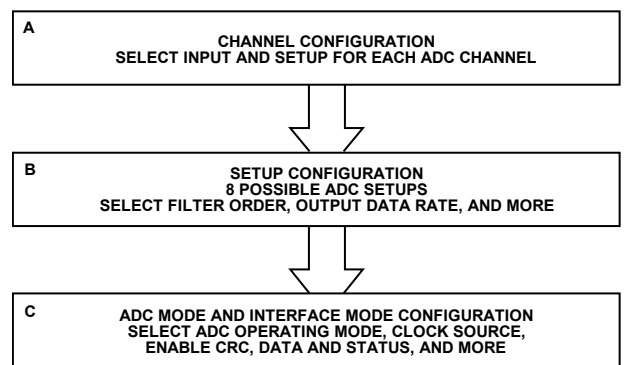 A
CHANNEL CONFIGURATION
SELECT INPUT AND SETUP FOR EACH ADC CHANNEL
B
SETUP CONFIGURATION
8 POSSIBLE ADC SETUPS
SELECT FILTER ORDER, OUTPUT DATA RATE, AND MORE
C
ADC MODE AND INTERFACE MODE CONFIGURATION
SELECT ADC OPERATING MODE, CLOCK SOURCE,
ENABLE CRC, DATA AND STATUS, AND MORE